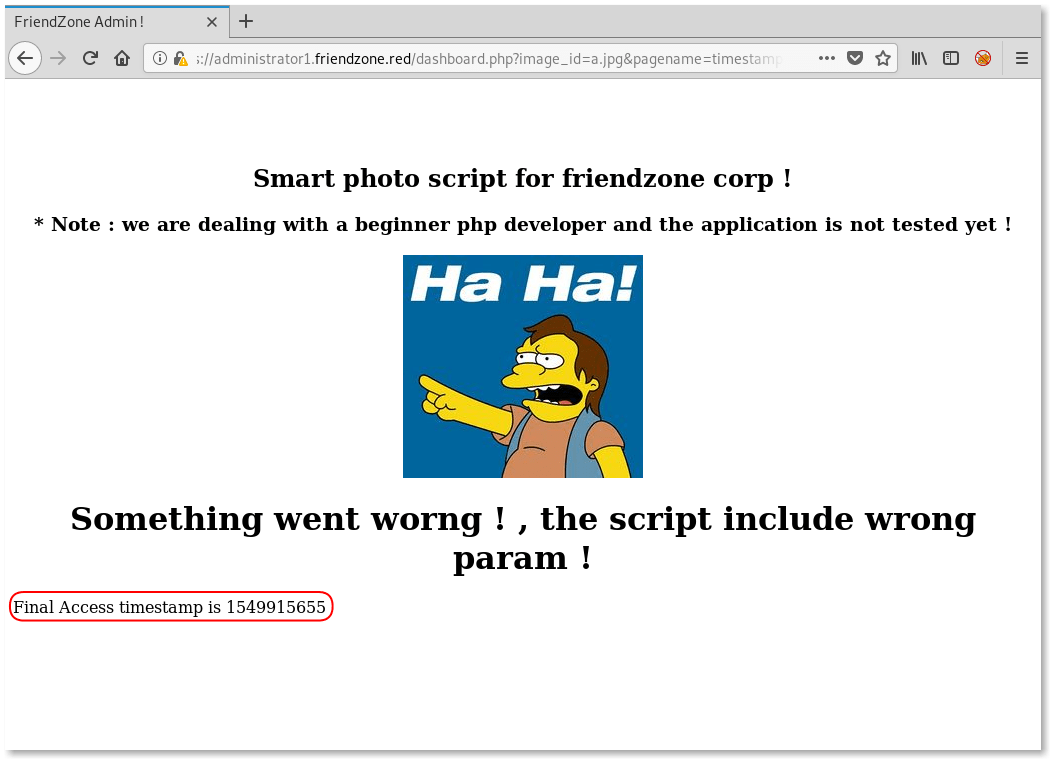 FriendZone Admin !
s://administrator1.friendzone.red/dashboard.php?image_id=a.jpg&pagename=timestamp
Smart photo script for friendzone corp !
* Note : we are dealing with a beginner php developer and the application is not tested yet !
Ha Ha!
Something went worng ! , the script include wrong
param !
Final Access timestamp is 1549915655